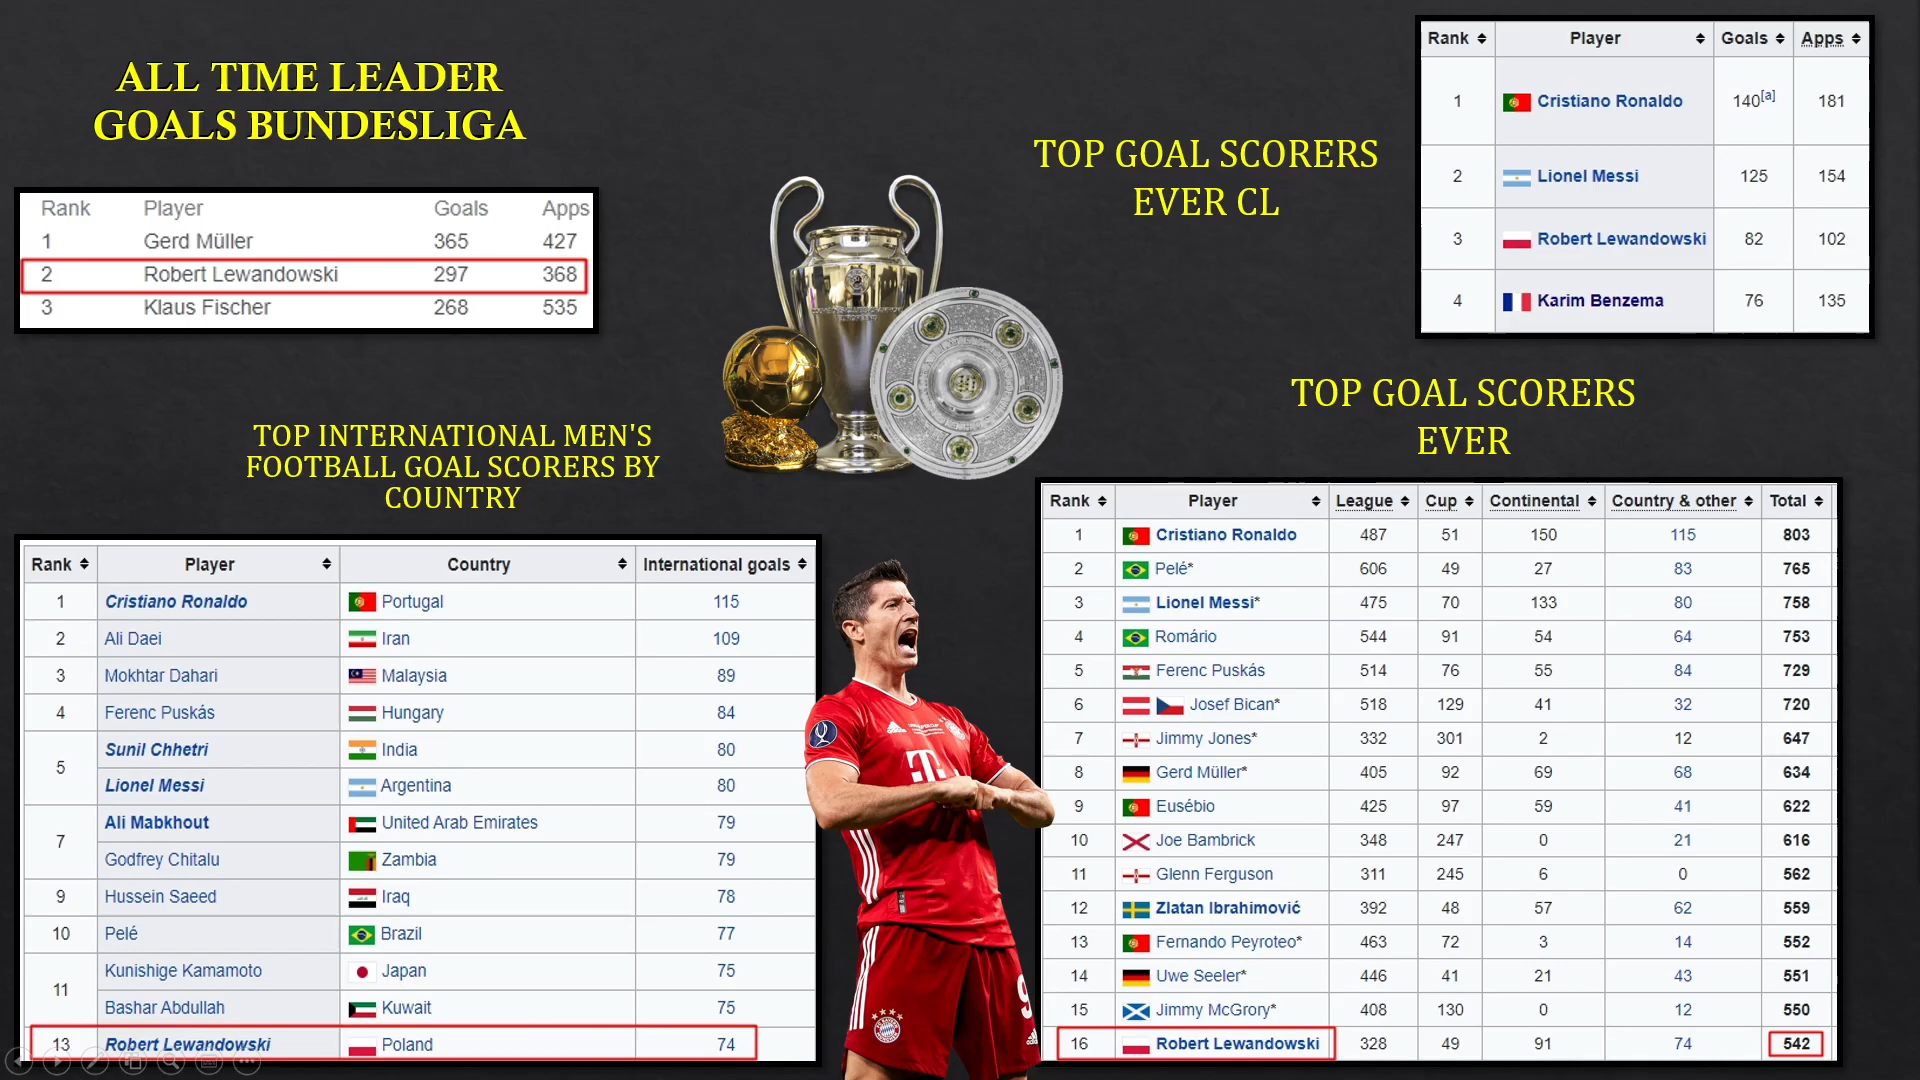 ALL TIME LEADER
GOALS BUNDESLIGA
Rank Player Goals Apps
1 Gerd Müller 365 427
2 Robert Lewandowski 297 368
3 Klaus Fischer 268 535
TOP GOAL SCORERS
EVER CL
Rank Player Goals Apps
1 Cristiano Ronaldo 140[a] 181
2 Lionel Messi 125 154
3 Robert Lewandowski 82 102
4 Karim Benzema 76 135
TOP INTERNATIONAL MEN'S
FOOTBALL GOAL SCORERS BY
COUNTRY
Rank Player Country International goals
1 Cristiano Ronaldo Portugal 115
2 Ali Daei Iran 109
3 Mokhtar Dahari Malaysia 89
4 Ferenc Puskás Hungary 84
5 Sunil Chhetri India 80
Lionel Messi Argentina 80
7 Ali Mabkhout United Arab Emirates 79
Godfrey Chitalu Zambia 79
9 Hussein Saeed Iraq 78
10 Pelé Brazil 77
11 Kunishige Kamamoto Japan 75
Bashar Abdullah Kuwait 75
13 Robert Lewandowski Poland 74
TOP GOAL SCORERS
EVER
Rank Player League Cup Continental Country & other Total
1 Cristiano Ronaldo 487 51 150 115 803
2 Pelé* 606 49 27 83 765
3 Lionel Messi* 475 70 133 80 758
4 Romário 544 91 54 64 753
5 Ferenc Puskás 514 76 55 84 729
6 Josef Bican* 518 129 41 32 720
7 Jimmy Jones* 332 301 2 12 647
8 Gerd Müller* 405 92 69 68 634
9 Eusébio 425 97 59 41 622
10 Joe Bambrick 348 247 0 21 616
11 Glenn Ferguson 311 245 6 0 562
12 Zlatan Ibrahimović 392 48 57 62 559
13 Fernando Peyroteo* 463 72 3 14 552
14 Uwe Seeler* 446 41 21 43 551
15 Jimmy McGrory* 408 130 0 12 550
16 Robert Lewandowski 328 49 91 74 542
T
9